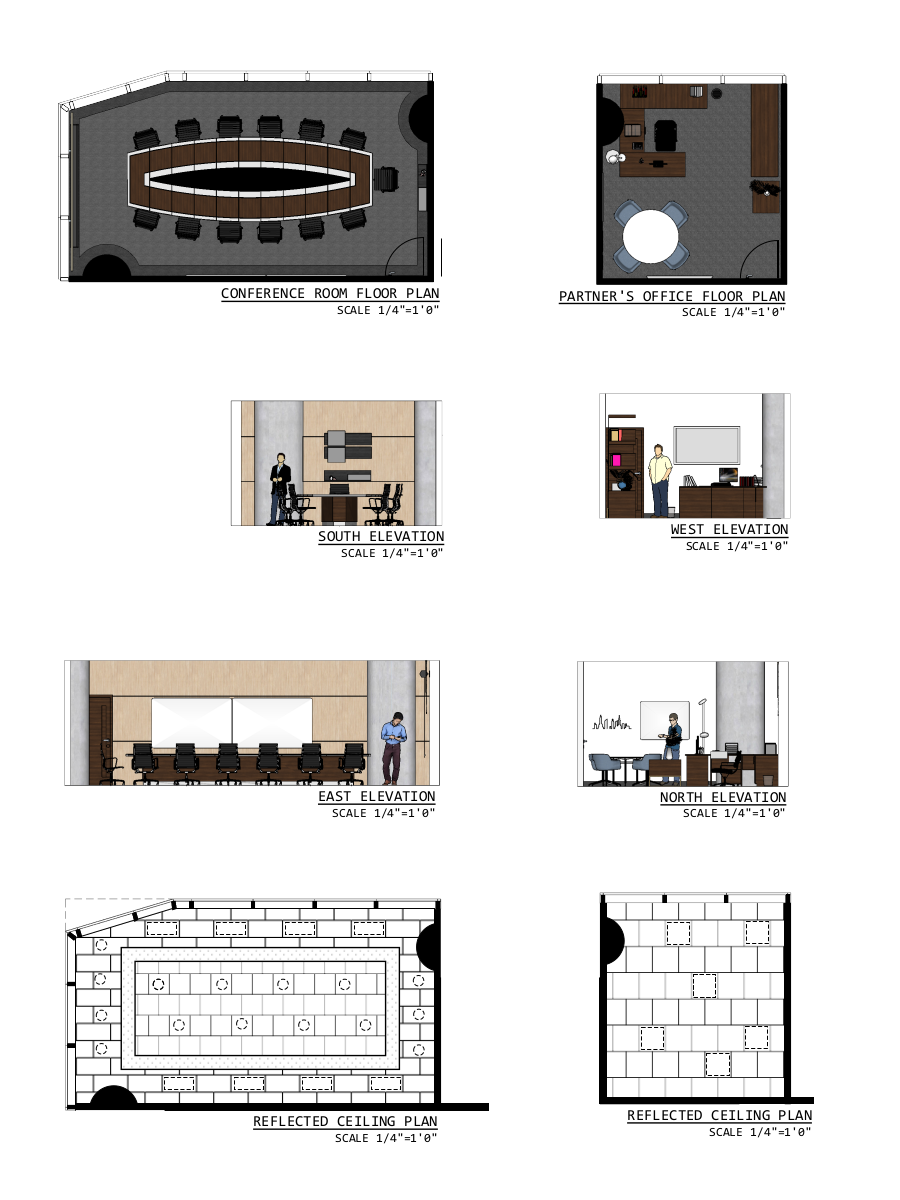 CONFERENCE ROOM FLOOR PLAN
SCALE 1/4"=1'0"
PARTNER'S OFFICE FLOOR PLAN
SCALE 1/4"=1'0"
SOUTH ELEVATION
SCALE 1/4"=1'0"
WEST ELEVATION
SCALE 1/4"=1'0"
EAST ELEVATION
SCALE 1/4"=1'0"
NORTH ELEVATION
SCALE 1/4"=1'0"
REFLECTED CEILING PLAN
SCALE 1/4"=1'0"
REFLECTED CEILING PLAN
SCALE 1/4"=1'0"